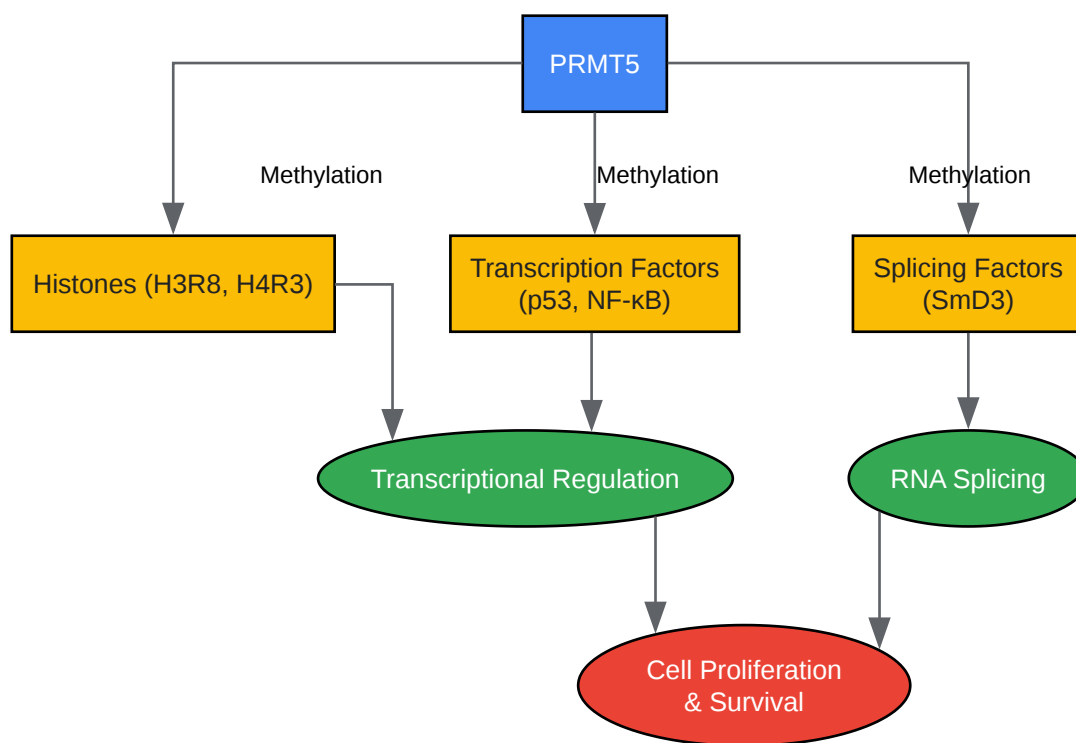 PRMT5
Methylation
Methylation
Methylation
Histones (H3R8, H4R3)
Transcription Factors
(p53, NF-κB)
Splicing Factors
(SmD3)
Transcriptional Regulation
RNA Splicing
Cell Proliferation
& Survival